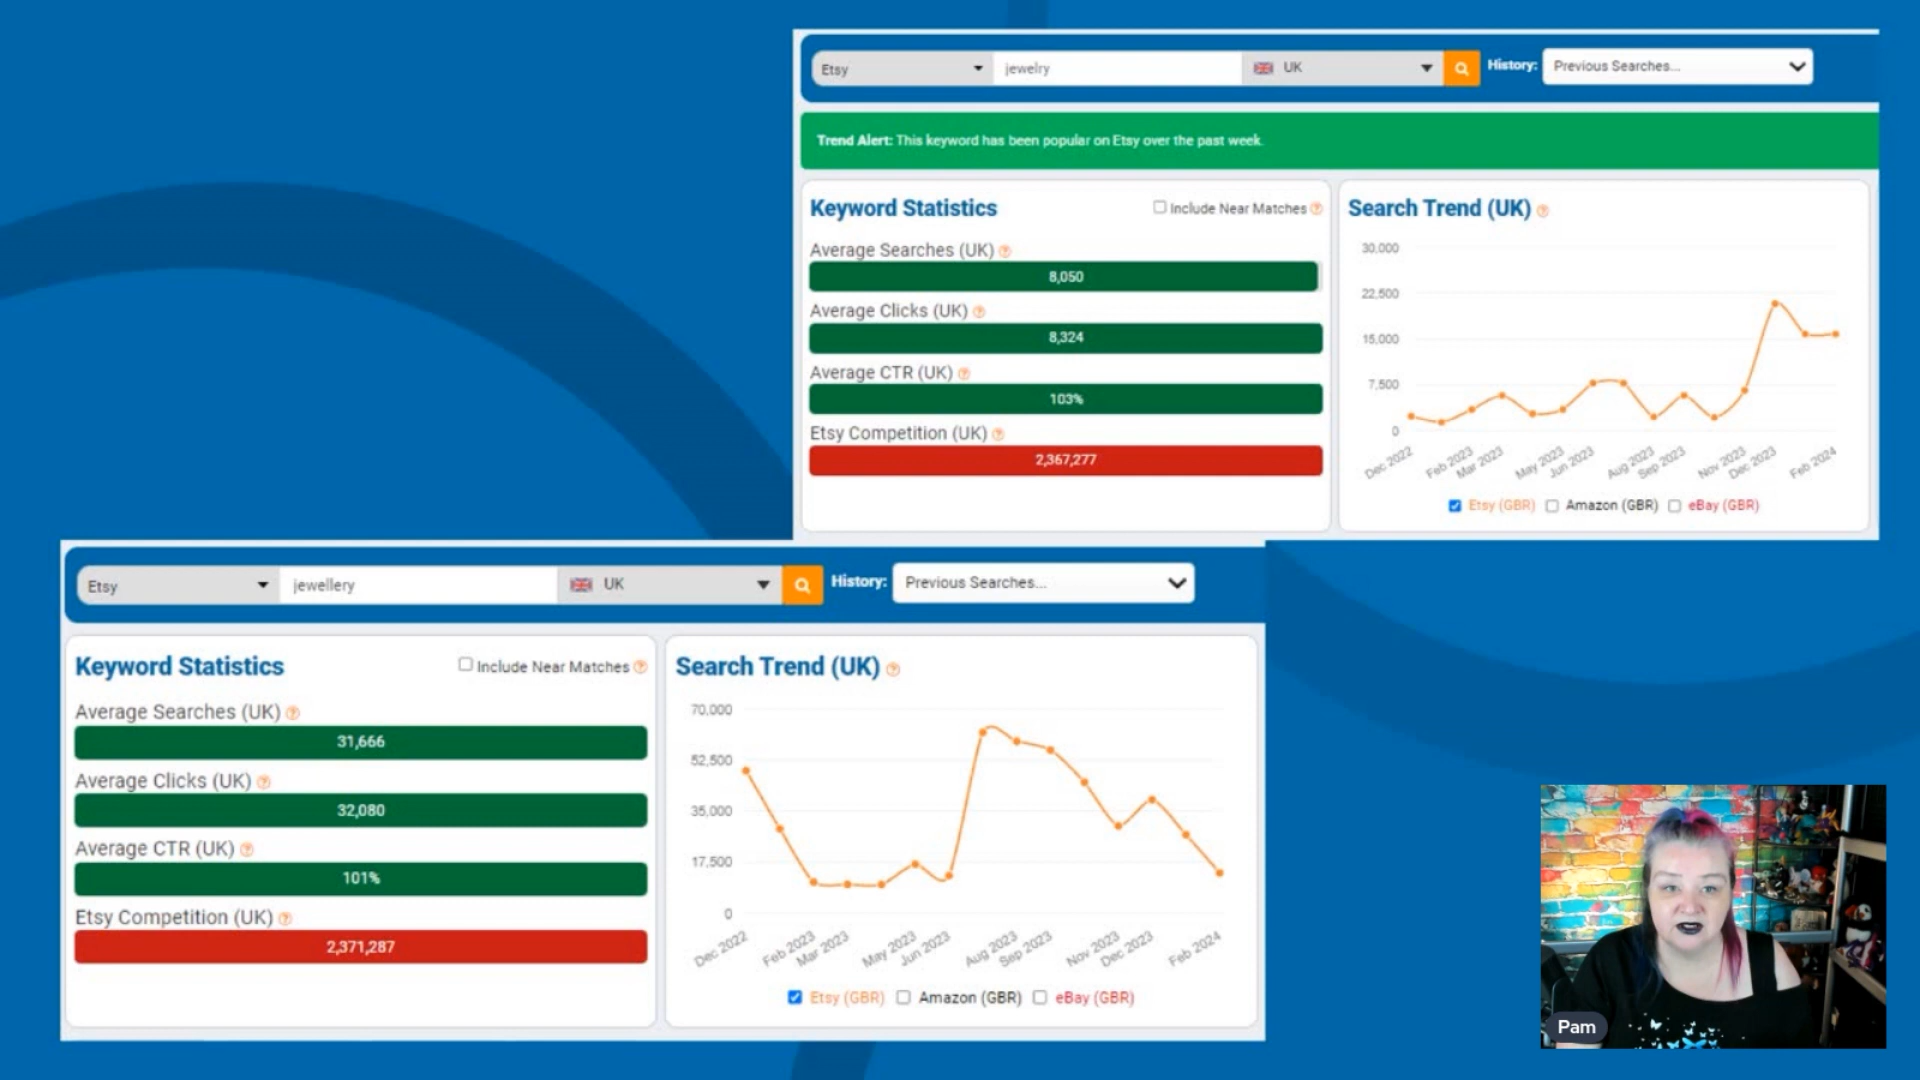 Etsy jewelry UK History: Previous Searches...
Trend Alert: This keyword has been popular on Etsy over the past week.
Keyword Statistics
Include Near Matches
Average Searches (UK)
8,050
Average Clicks (UK)
8,324
Average CTR (UK)
103%
Etsy Competition (UK)
2,367,277
Search Trend (UK)
30,000
22,500
15,000
7,500
0
Dec 2022 Feb 2023 Mar 2023 May 2023 Jun 2023 Aug 2023 Sep 2023 Nov 2023 Dec 2023 Feb 2024
Etsy (GBR) Amazon (GBR) eBay (GBR)
Etsy jewellery UK History: Previous Searches...
Keyword Statistics
Include Near Matches
Average Searches (UK)
31,666
Average Clicks (UK)
32,080
Average CTR (UK)
101%
Etsy Competition (UK)
2,371,287
Search Trend (UK)
70,000
52,500
35,000
17,500
0
Dec 2022 Feb 2023 Mar 2023 May 2023 Jun 2023 Aug 2023 Sep 2023 Nov 2023 Dec 2023 Feb 2024
Etsy (GBR) Amazon (GBR) eBay (GBR)
Pam